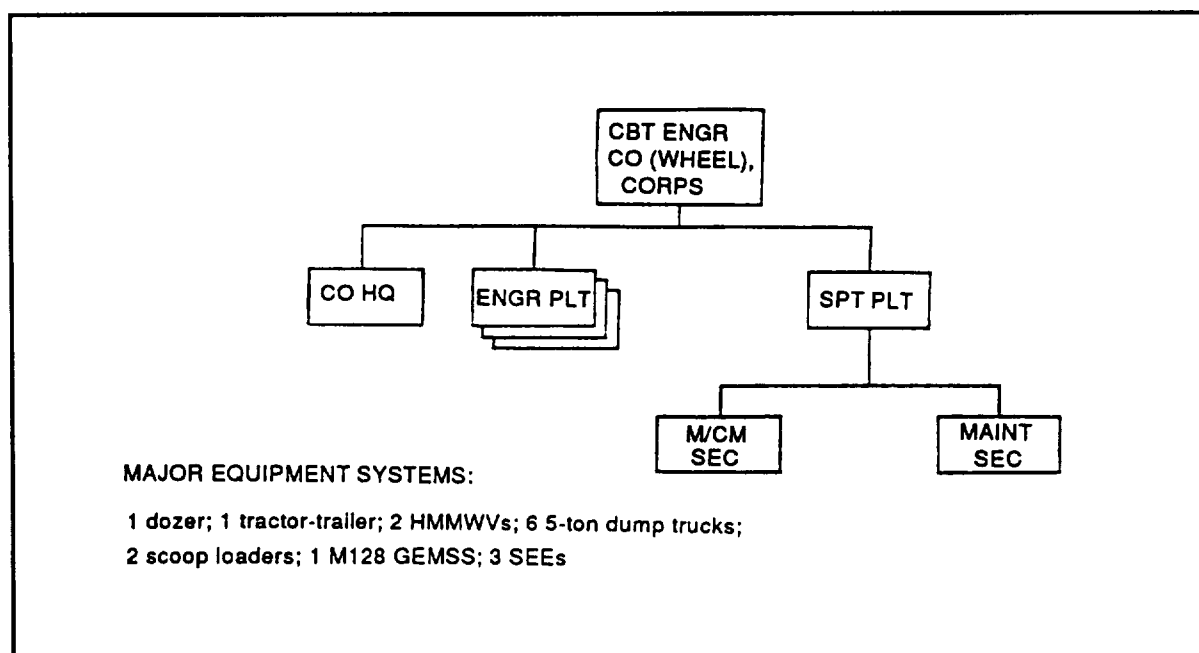 CBT ENGR
CO (WHEEL),
CORPS
CO HQ
ENGR PLT
SPT PLT
M/CM
SEC
MAINT
SEC
MAJOR EQUIPMENT SYSTEMS:
1 dozer; 1 tractor-trailer; 2 HMMWVs; 6 5-ton dump trucks;
2 scoop loaders; 1 M128 GEMSS; 3 SEEs